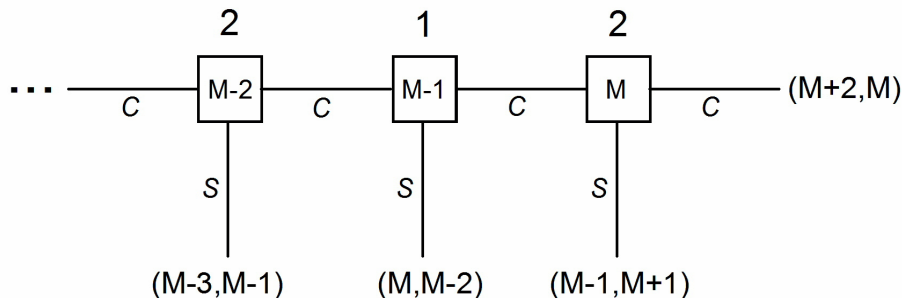 2 1 2
... M-2 M-1 M (M+2,M)
C C C C
S S S
(M-3,M-1) (M,M-2) (M-1,M+1)